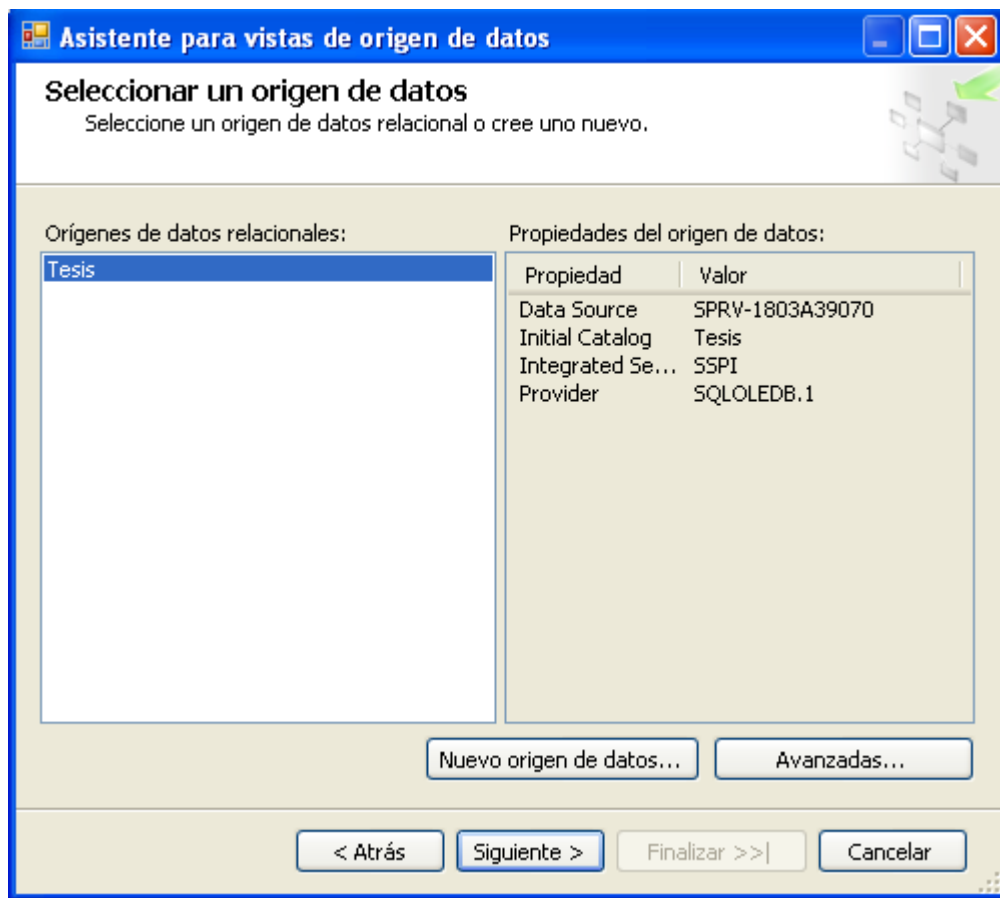 Asistente para vistas de origen de datos
Seleccionar un origen de datos
Seleccione un origen de datos relacional o cree uno nuevo.
Orígenes de datos relacionales:
Tesis
Propiedades del origen de datos:
Propiedad Valor
Data Source SPRV-1803A39070
Initial Catalog Tesis
Integrated Se... SSPI
Provider SQLOLEDB.1
Nuevo origen de datos... Avanzadas...
< Atrás Siguiente > Finalizar >>| Cancelar